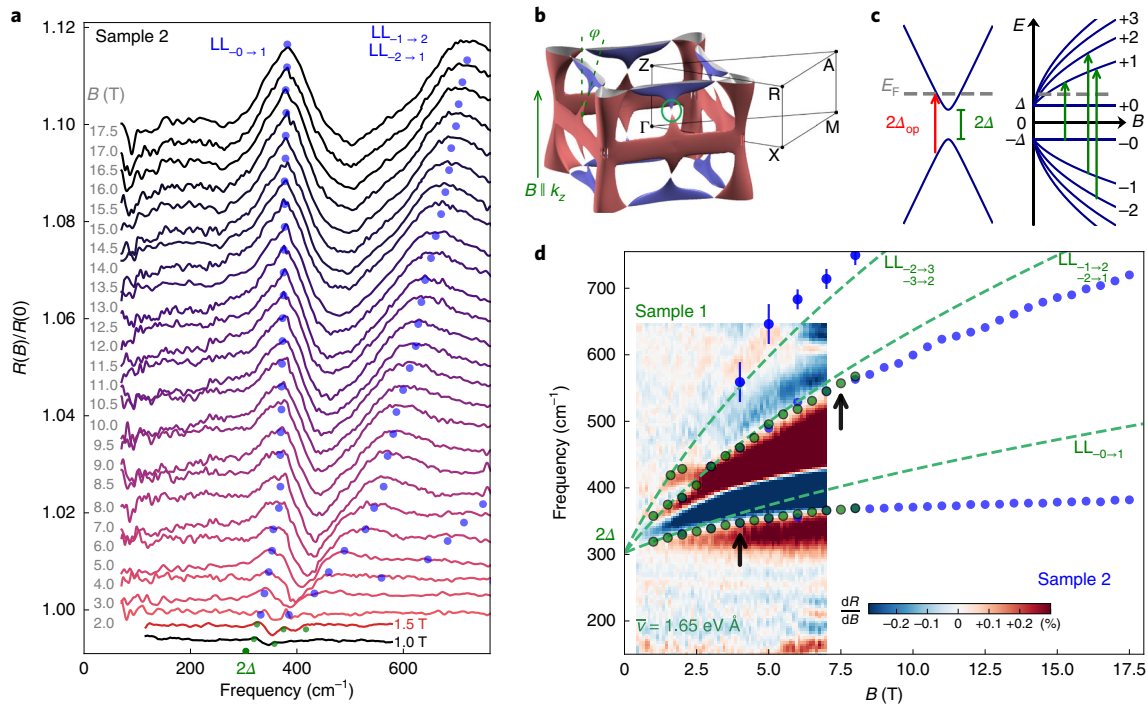 a
Sample 2
LL−0→1
LL−1→2
LL−2→1
B (T)
17.5
17.0
16.5
16.0
15.5
15.0
14.5
14.0
13.5
13.0
12.5
12.0
11.5
11.0
10.5
10.0
9.5
9.0
8.5
8.0
7.0
6.0
5.0
4.0
3.0
2.0
1.5 T
1.0 T
2Δ
1.12
1.10
1.08
1.06
1.04
1.02
1.00
R(B)/R(0)
0
200
400
600
Frequency (cm−1)
b
φ
Z
A
R
Γ
M
X
B ∥ kz
c
E
+3
+2
+1
EF
Δ
+0
B
2Δop
2Δ
0
−Δ
−0
−1
−2
d
LL−2→3
−3→2
LL−1→2
−2→1
Sample 1
LL−0→1
700
600
500
400
2Δ
300
200
Frequency (cm−1)
Sample 2
dR
dB
−0.2
−0.1
0
+0.1
+0.2
(%)
v̅ = 1.65 eV Å
0
2.5
5.0
7.5
10.0
12.5
15.0
17.5
B (T)